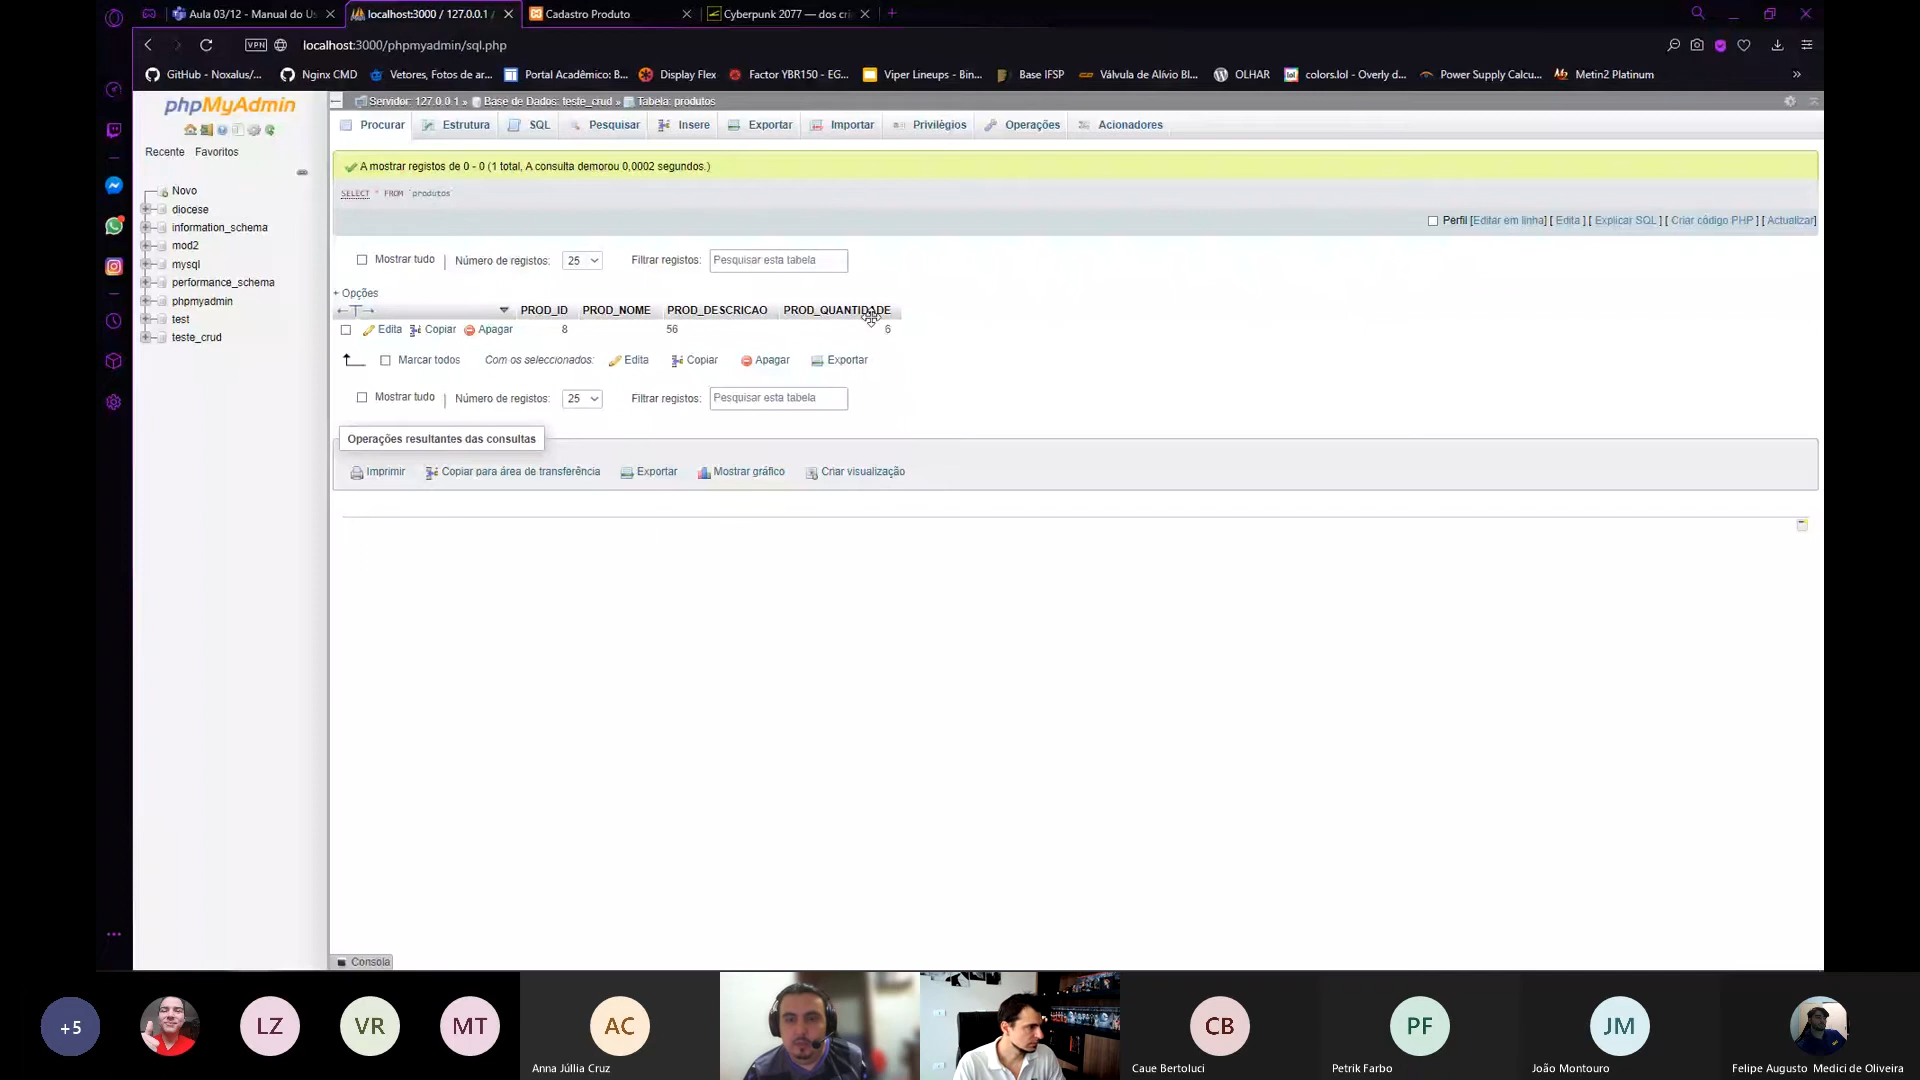 Aula 03/12 - Manual do Us
localhost:3000 / 127.0.0.1 /
Cadastro Produto
Cyberpunk 2077 — dos cri
VPN
localhost:3000/phpmyadmin/sql.php
GitHub - Noxalus/...
Nginx CMD
Vetores, Fotos de ar...
Portal Acadêmico: B...
Display Flex
Factor YBR150 - EG...
Viper Lineups - Bin...
Base IFSP
Válvula de Alívio Bl...
OLHAR
colors.lol - Overly d...
Power Supply Calcu...
Metin2 Platinum
»
phpMyAdmin
Recente Favoritos
Novo
diocese
information_schema
mod2
mysql
performance_schema
phpmyadmin
test
teste_crud
Servidor: 127.0.0.1 » Base de Dados: teste_crud » Tabela: produtos
Procurar Estrutura SQL Pesquisar Insere Exportar Importar Privilégios Operações Acionadores
A mostrar registos de 0 - 0 (1 total, A consulta demorou 0,0002 segundos.)
SELECT * FROM `produtos`
Perfil [Editar em linha] [ Edita ] [ Explicar SQL ] [ Criar código PHP ] [ Actualizar]
Mostrar tudo | Número de registos: 25 Filtrar registos: Pesquisar esta tabela
+ Opções
←T→ PROD_ID PROD_NOME PROD_DESCRICAO PROD_QUANTIDADE
Edita Copiar Apagar 8 56 6
Marcar todos Com os seleccionados: Edita Copiar Apagar Exportar
Mostrar tudo | Número de registos: 25 Filtrar registos: Pesquisar esta tabela
Operações resultantes das consultas
Imprimir Copiar para área de transferência Exportar Mostrar gráfico Criar visualização
Consola
+5
LZ
VR
MT
AC
Anna Júllia Cruz
CB
Caue Bertoluci
PF
Petrik Farbo
JM
João Montouro
Felipe Augusto Medici de Oliveira